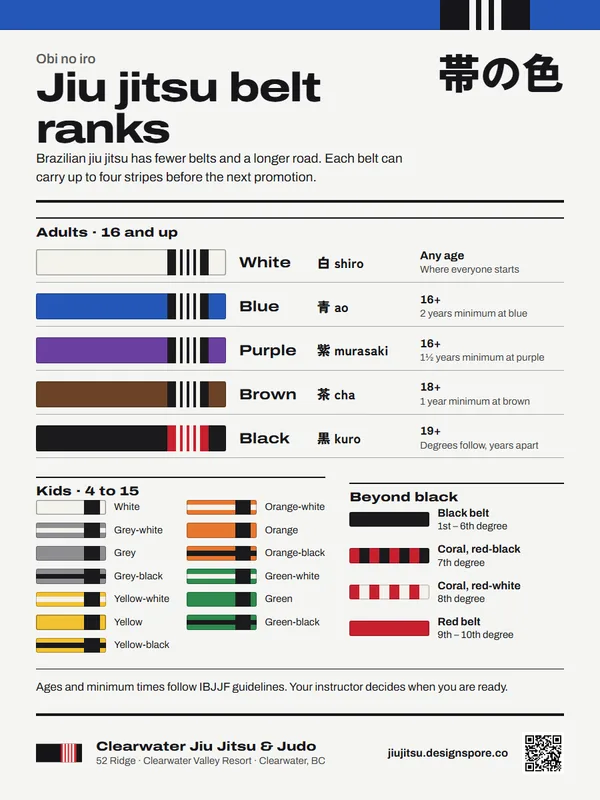 Obi no iro
帯の色
Jiu jitsu belt
ranks
Brazilian jiu jitsu has fewer belts and a longer road. Each belt can
carry up to four stripes before the next promotion.
Adults · 16 and up
White 白 shiro Any age
Where everyone starts
Blue 青 ao 16+
2 years minimum at blue
Purple 紫 murasaki 16+
1½ years minimum at purple
Brown 茶 cha 18+
1 year minimum at brown
Black 黒 kuro 19+
Degrees follow, years apart
Kids · 4 to 15
White
Grey-white
Grey
Grey-black
Yellow-white
Yellow
Yellow-black
Orange-white
Orange
Orange-black
Green-white
Green
Green-black
Beyond black
Black belt
1st – 6th degree
Coral, red-black
7th degree
Coral, red-white
8th degree
Red belt
9th – 10th degree
Ages and minimum times follow IBJJF guidelines. Your instructor decides when you are ready.
Clearwater Jiu Jitsu & Judo
52 Ridge · Clearwater Valley Resort · Clearwater, BC
jiujitsu.designspore.co